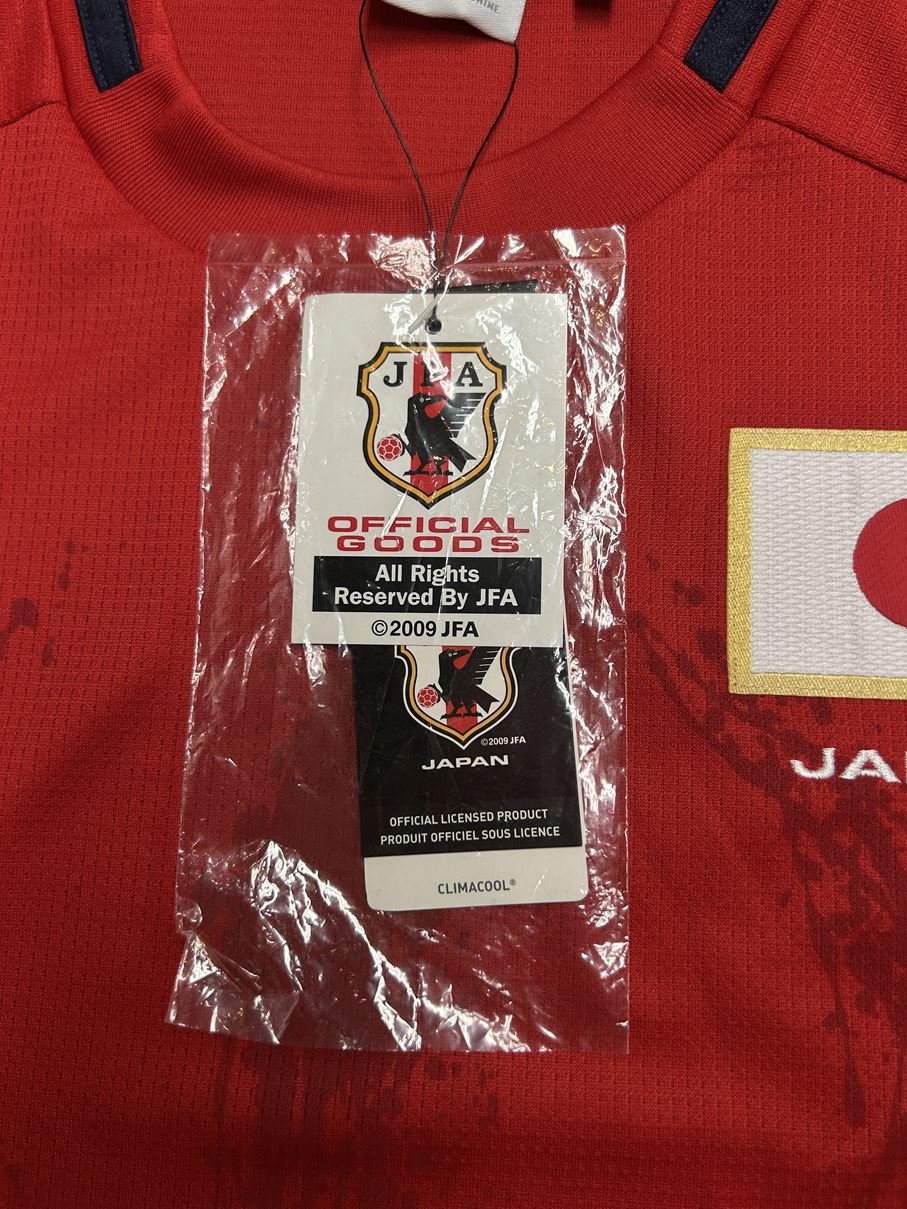 JFA
OFFICIAL
GOODS
All Rights
Reserved By JFA
©2009 JFA
©2009 JFA
JAPAN
OFFICIAL LICENSED PRODUCT
PRODUIT OFFICIEL SOUS LICENCE
CLIMACOOL®